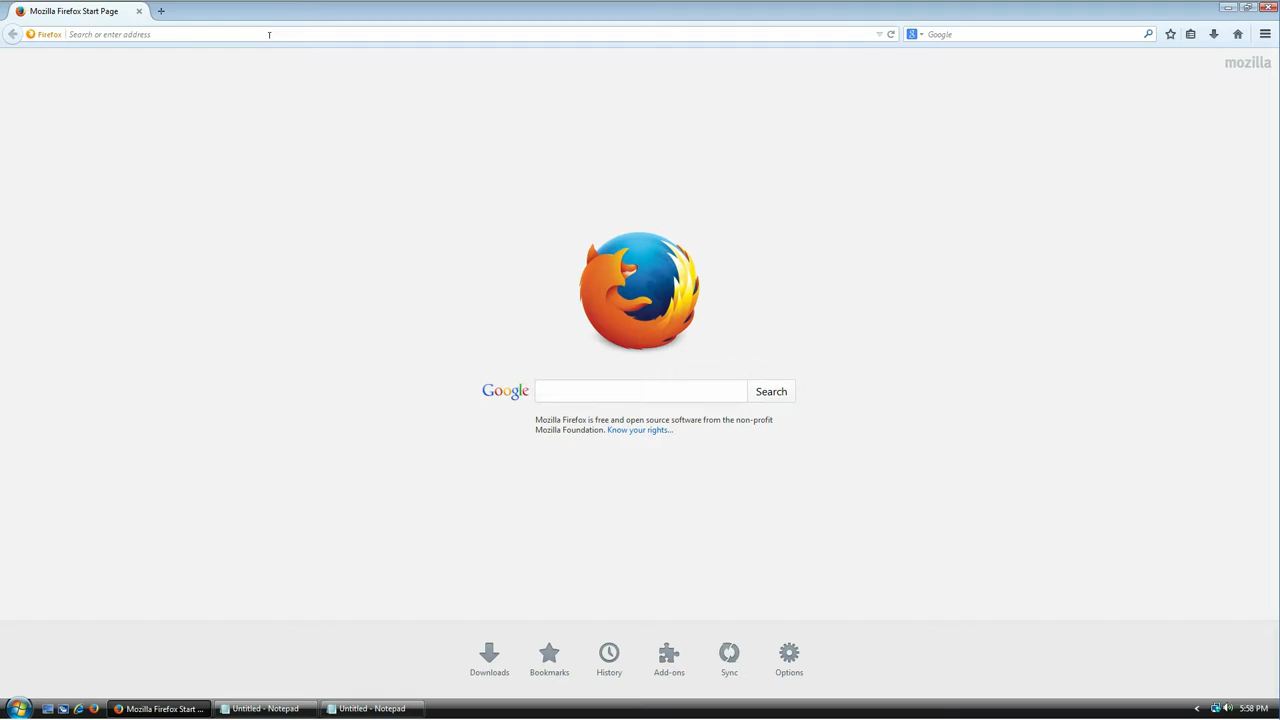 Mozilla Firefox Start Page
Firefox Search or enter address
Google
mozilla
Google Search
Mozilla Firefox is free and open source software from the non-profit
Mozilla Foundation. Know your rights...
Downloads Bookmarks History Add-ons Sync Options
Mozilla Firefox Start ... Untitled - Notepad Untitled - Notepad 5:58 PM